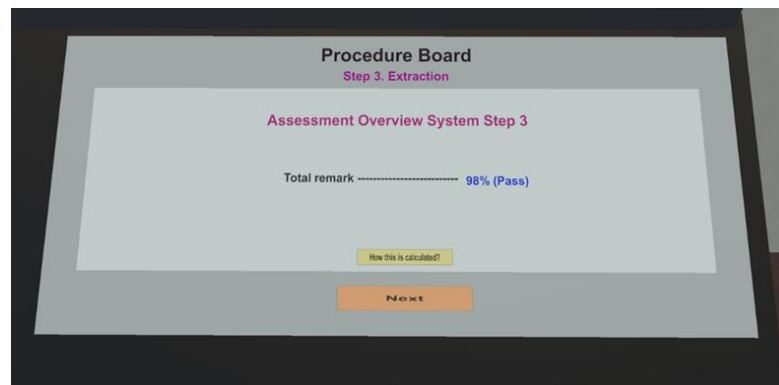 Procedure Board
Step 3. Extraction
Assessment Overview System Step 3
Total remark -------------------------- 98% (Pass)
How this is calculated?
Next